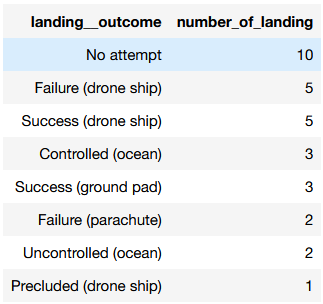 landing__outcome number_of_landing
No attempt 10
Failure (drone ship) 5
Success (drone ship) 5
Controlled (ocean) 3
Success (ground pad) 3
Failure (parachute) 2
Uncontrolled (ocean) 2
Precluded (drone ship) 1